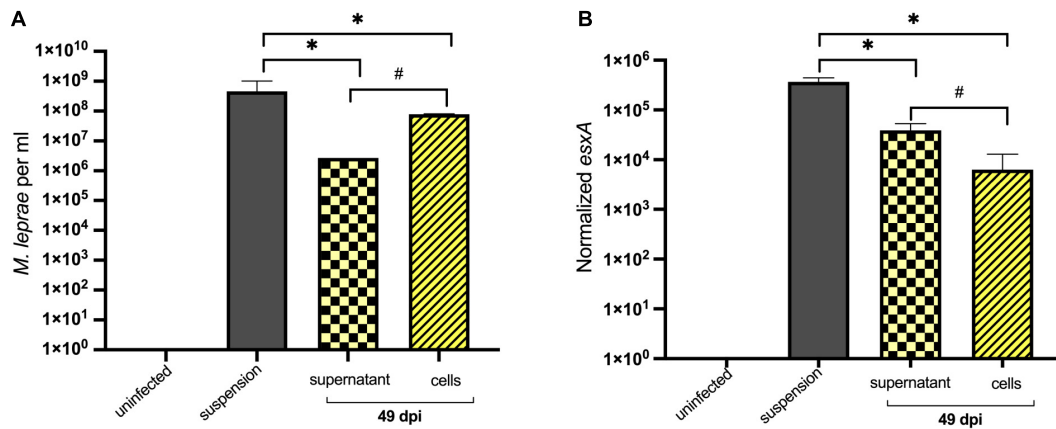 A
M. leprae per ml
1×10¹⁰
1×10⁹
1×10⁸
1×10⁷
1×10⁶
1×10⁵
1×10⁴
1×10³
1×10²
1×10¹
1×10⁰
*
*
#
uninfected
suspension
supernatant
cells
49 dpi
B
Normalized esxA
1×10⁶
1×10⁵
1×10⁴
1×10³
1×10²
1×10¹
1×10⁰
*
*
#
uninfected
suspension
supernatant
cells
49 dpi